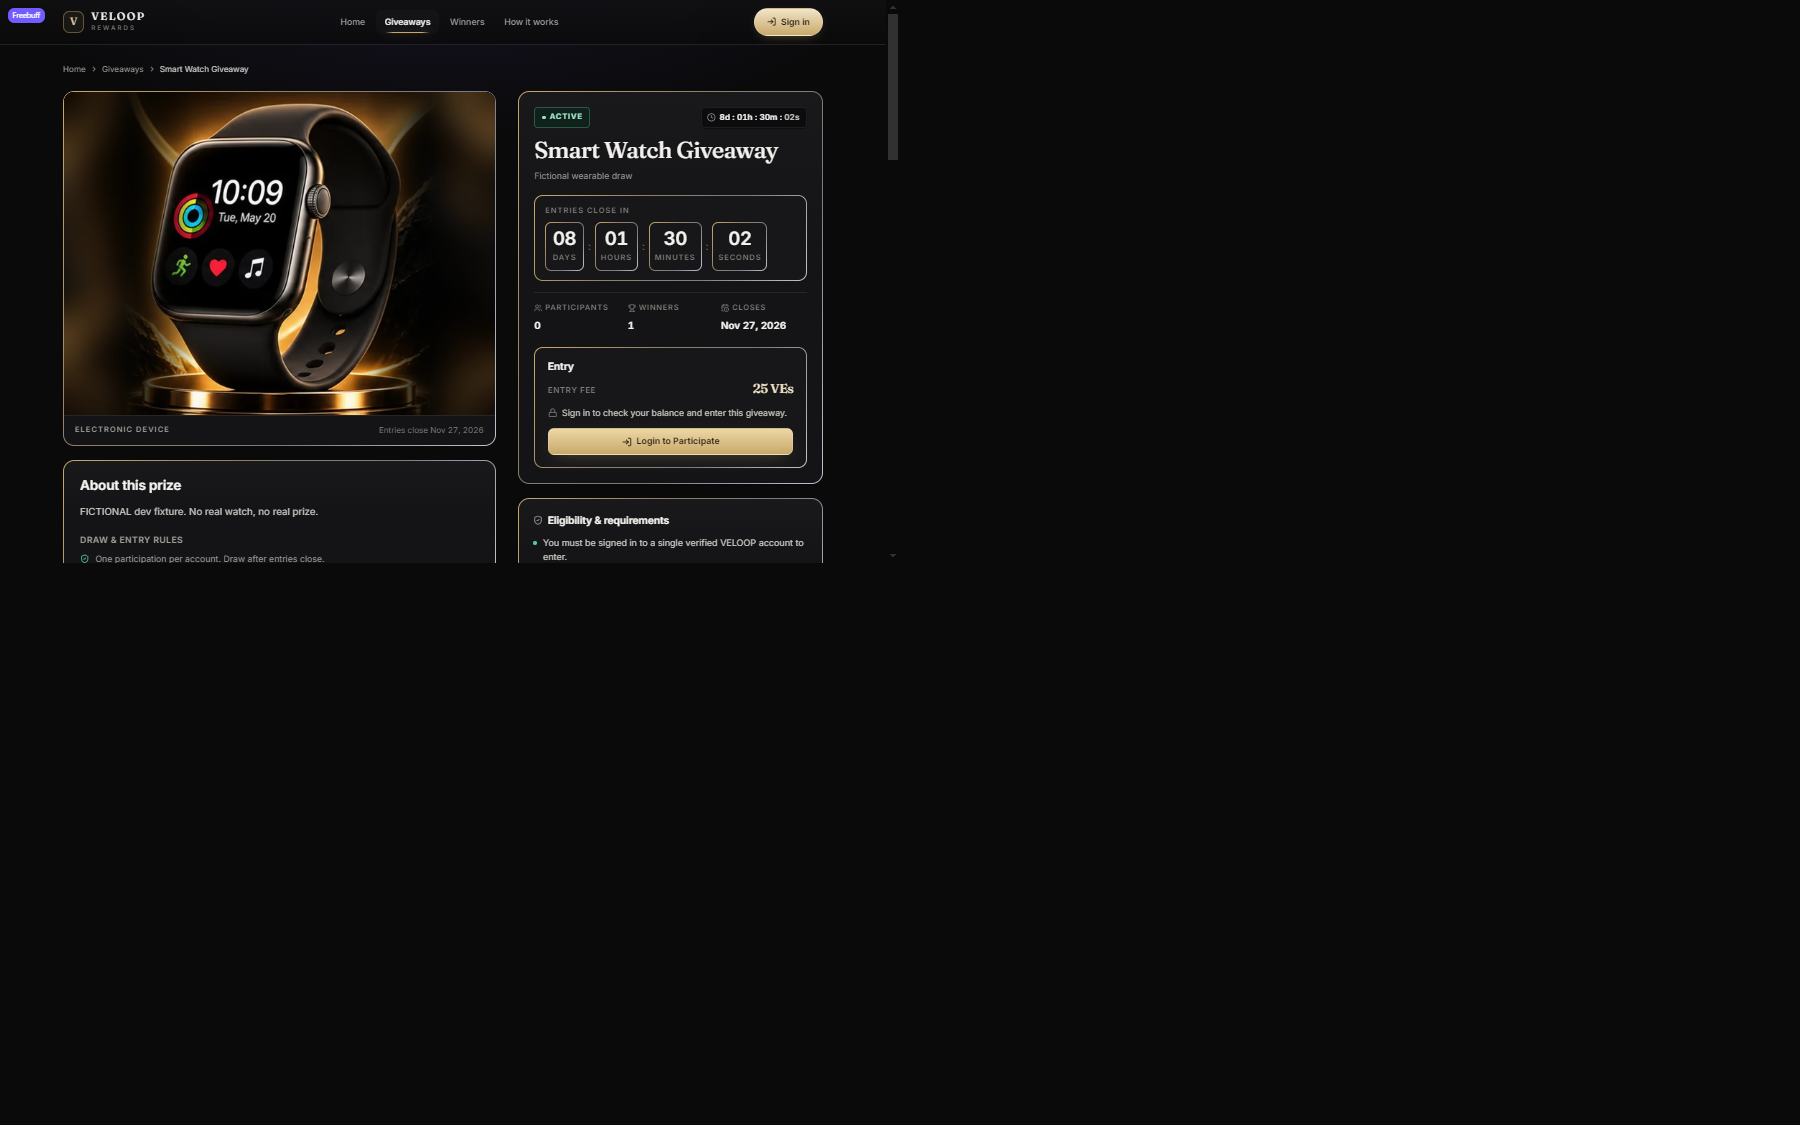 Freebuff
V
VELOOP
REWARDS
Home
Giveaways
Winners
How it works
Sign in
Home > Giveaways > Smart Watch Giveaway
10:09
Tue, May 20
ELECTRONIC DEVICE
Entries close Nov 27, 2026
About this prize
FICTIONAL dev fixture. No real watch, no real prize.
DRAW & ENTRY RULES
One participation per account. Draw after entries close.
ACTIVE
8d : 01h : 30m : 02s
Smart Watch Giveaway
Fictional wearable draw
ENTRIES CLOSE IN
08 : 01 : 30 : 02
DAYS HOURS MINUTES SECONDS
PARTICIPANTS WINNERS CLOSES
0 1 Nov 27, 2026
Entry
ENTRY FEE 25 VEs
Sign in to check your balance and enter this giveaway.
Login to Participate
Eligibility & requirements
You must be signed in to a single verified VELOOP account to
enter.